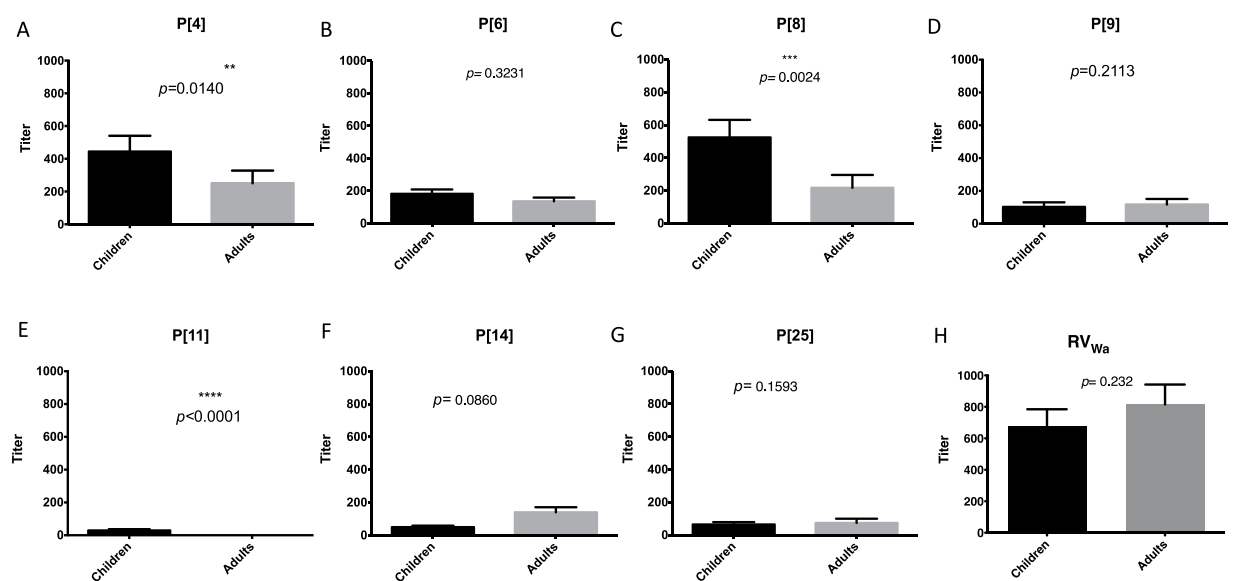 A
P[4]
**
p=0.0140
1000
800
600
400
200
0
Titer
Children
Adults
B
P[6]
p= 0.3231
1000
800
600
400
200
0
Titer
Children
Adults
C
P[8]
***
p= 0.0024
1000
800
600
400
200
0
Titer
Children
Adults
D
P[9]
p=0.2113
1000
800
600
400
200
0
Titer
Children
Adults
E
P[11]
****
p<0.0001
1000
800
600
400
200
0
Titer
Children
Adults
F
P[14]
p= 0.0860
1000
800
600
400
200
0
Titer
Children
Adults
G
P[25]
p= 0.1593
1000
800
600
400
200
0
Titer
Children
Adults
H
RVWa
p= 0.232
1000
800
600
400
200
0
Titer
Children
Adults